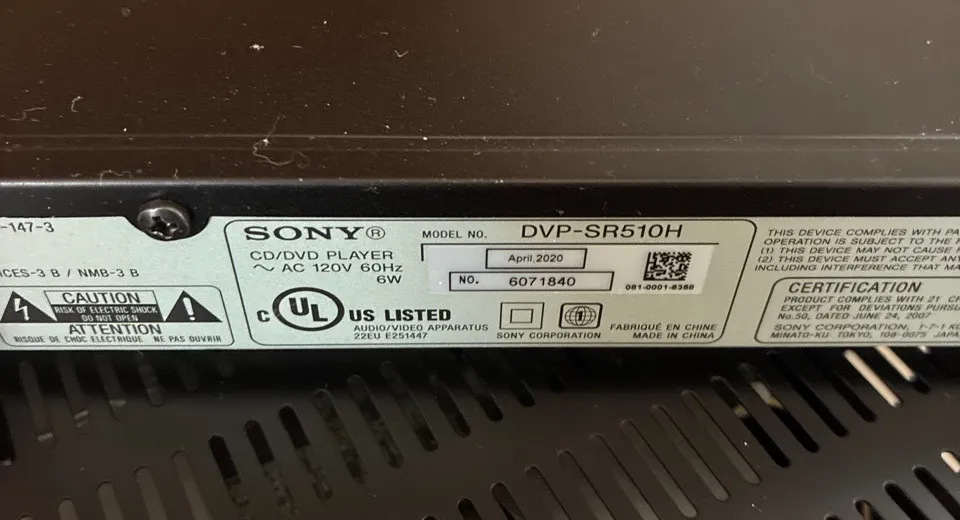 -147-3
ICES-3 B / NMB-3 B
CAUTION
RISK OF ELECTRIC SHOCK
DO NOT OPEN
ATTENTION
RISQUE DE CHOC ELECTRIQUE NE PAS OUVRIR
SONY®
MODEL NO. DVP-SR510H
CD/DVD PLAYER
~ AC 120V 60Hz
6W
April,2020
NO. 6071840
081-0001-8358
C UL US LISTED
AUDIO/VIDEO APPARATUS
22EU E251447
SONY CORPORATION
FABRIQUÉ EN CHINE
MADE IN CHINA
THIS DEVICE COMPLIES WITH PA
OPERATION IS SUBJECT TO THE F
(1) THIS DEVICE MAY NOT CAUSE
(2) THIS DEVICE MUST ACCEPT ANY
INCLUDING INTERFERENCE THAT MA
CERTIFICATION
PRODUCT COMPLIES WITH 21 CF
EXCEPT FOR DEVIATIONS PURSU
No.50, DATED JUNE 24, 2007
SONY CORPORATION, 1-7-1 KO
MINATO-KU TOKYO, 108-0075 JAPA